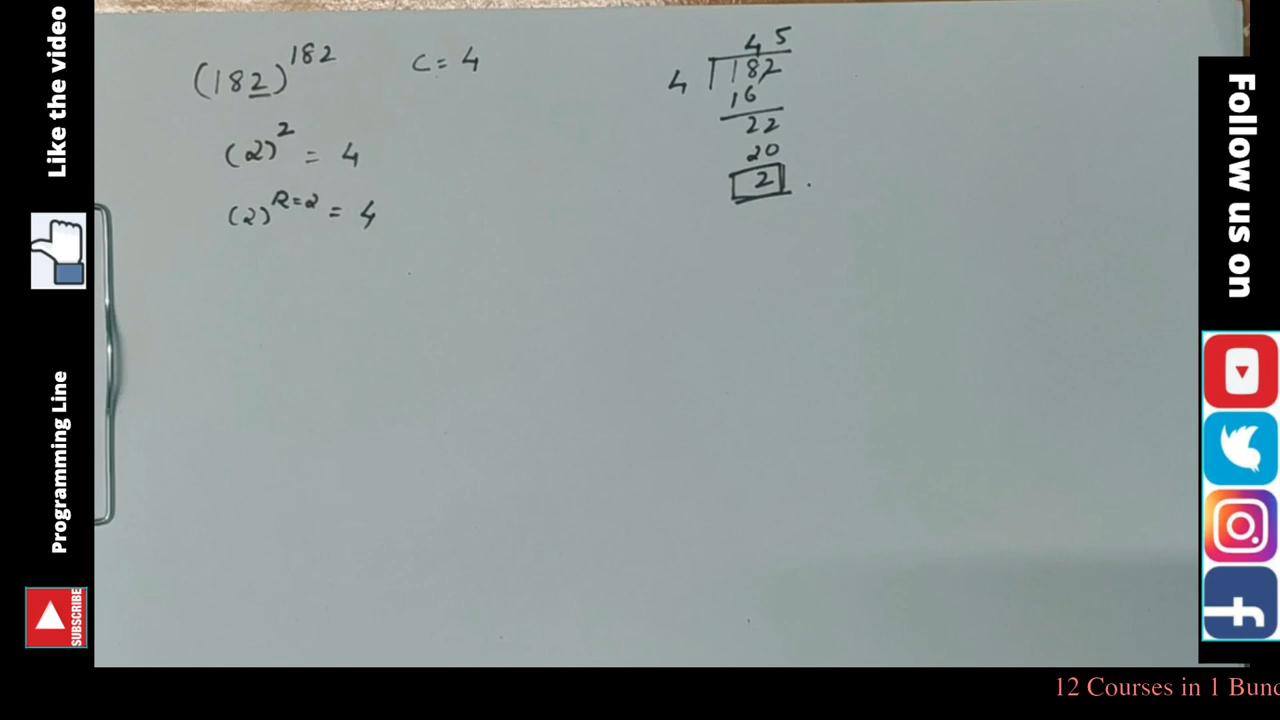 Like the video
Programming Line
SUBSCRIBE
(182)^182 C = 4
(2)^2 = 4
(2)^R=2 = 4
45
4 182
16
22
20
2 .
Follow us on
12 Courses in 1 Bund